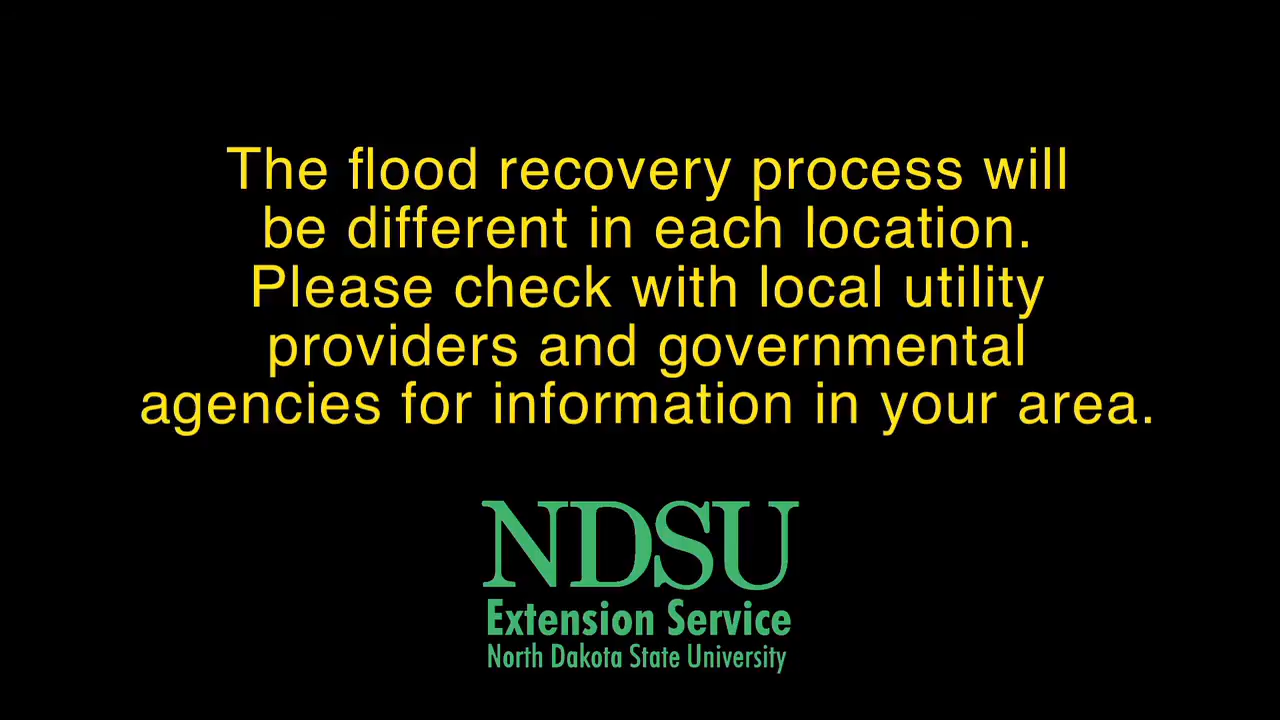 The flood recovery process will
be different in each location.
Please check with local utility
providers and governmental
agencies for information in your area.
NDSU
Extension Service
North Dakota State University